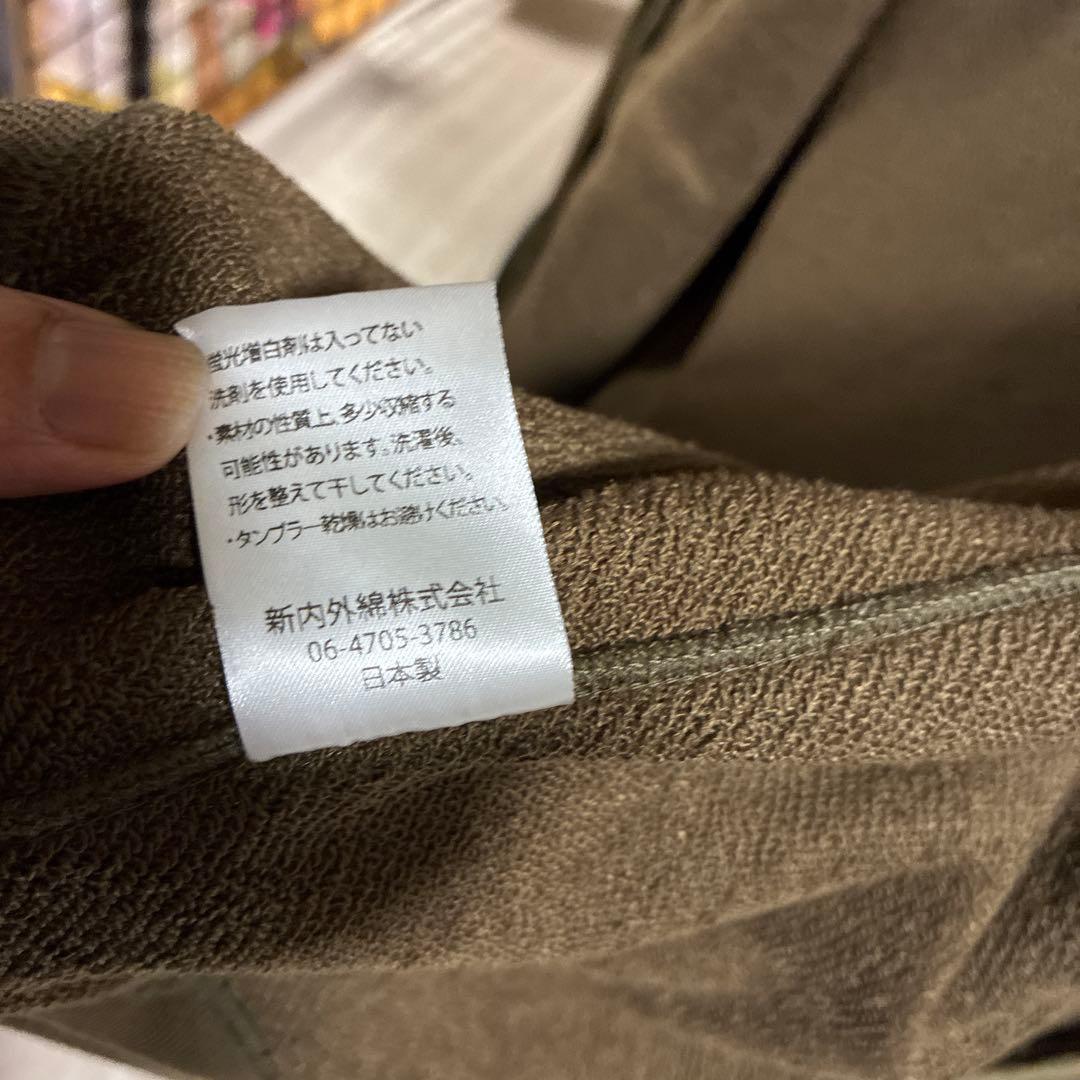 蛍光増白剤は入ってない
洗剤を使用してください。
・素材の性質上、多少収縮する
可能性があります。洗濯後、
形を整えて干してください。
・タンブラー乾燥はお避けください。
新内外綿株式会社
06-4705-3786
日本製